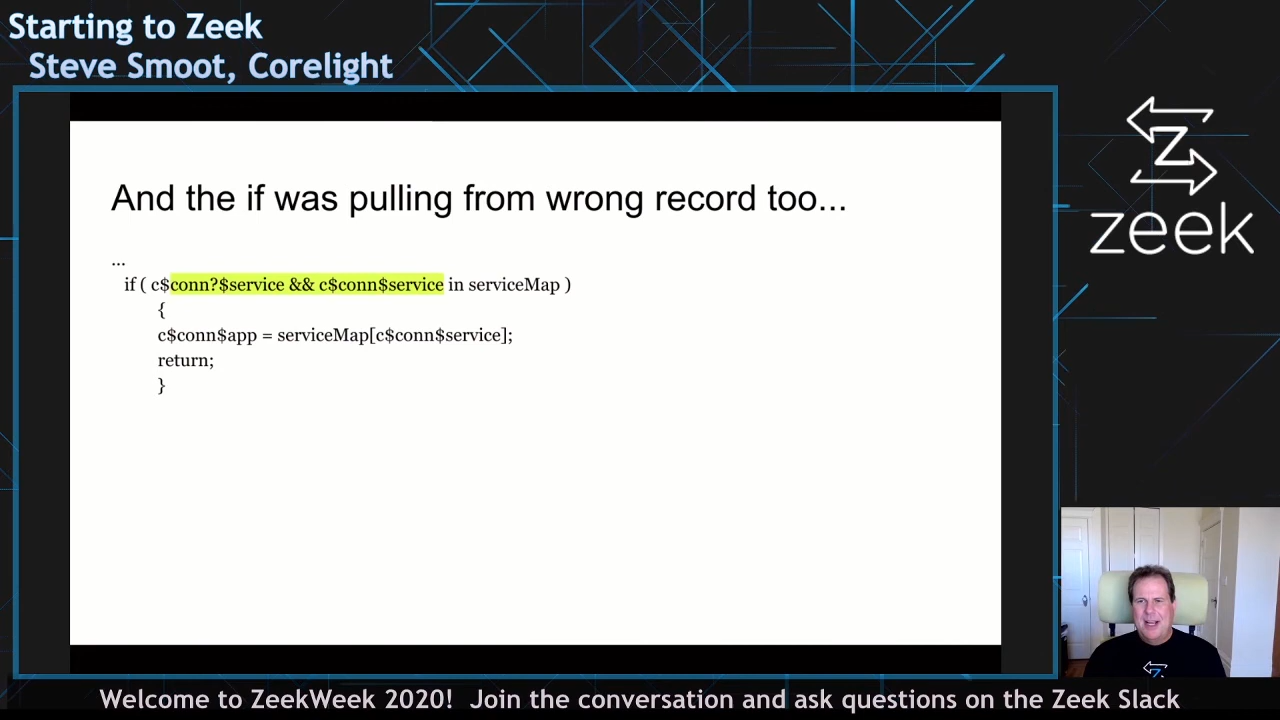 Starting to Zeek
Steve Smoot, Corelight
And the if was pulling from wrong record too...
...
if ( c$conn?$service && c$conn$service in serviceMap )
{
c$conn$app = serviceMap[c$conn$service];
return;
}
Z
zeek
Welcome to ZeekWeek 2020! Join the conversation and ask questions on the Zeek Slack